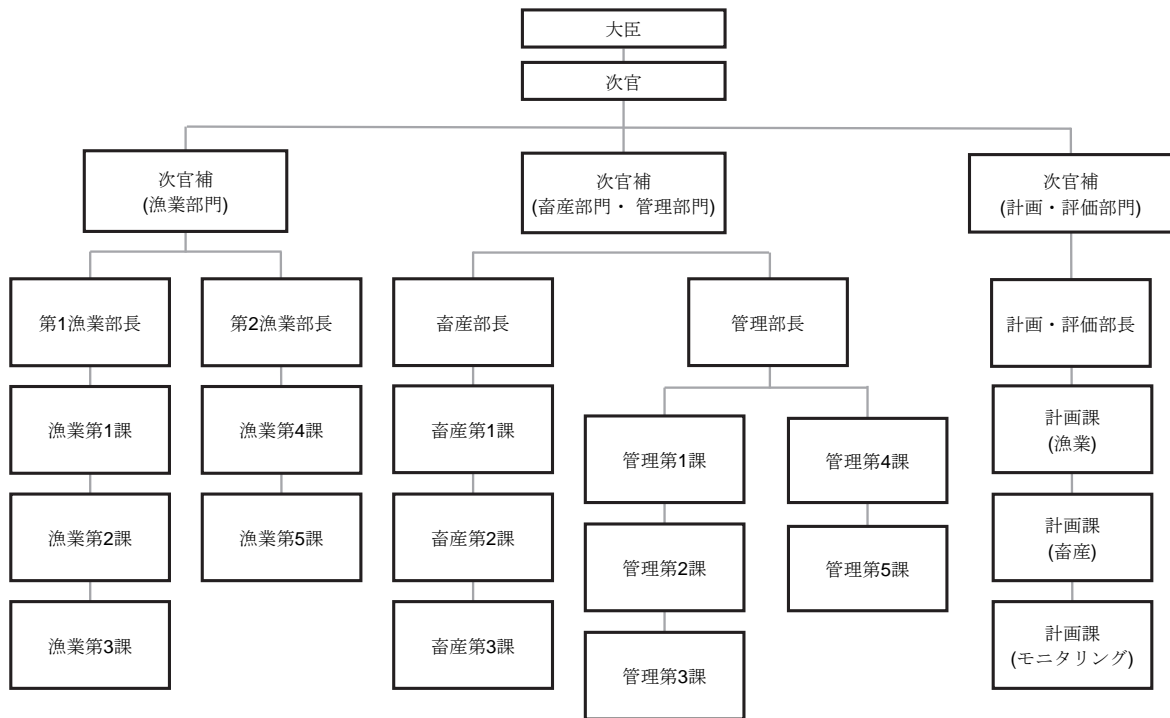 大臣
次官
次官補
(漁業部門)
次官補
(畜産部門・ 管理部門)
次官補
(計画・評価部門)
第1漁業部長
第2漁業部長
畜産部長
管理部長
計画・評価部長
漁業第1課
漁業第4課
畜産第1課
管理第1課
管理第4課
計画課
(漁業)
漁業第2課
漁業第5課
畜産第2課
管理第2課
管理第5課
計画課
(畜産)
漁業第3課
畜産第3課
管理第3課
計画課
(モニタリング)